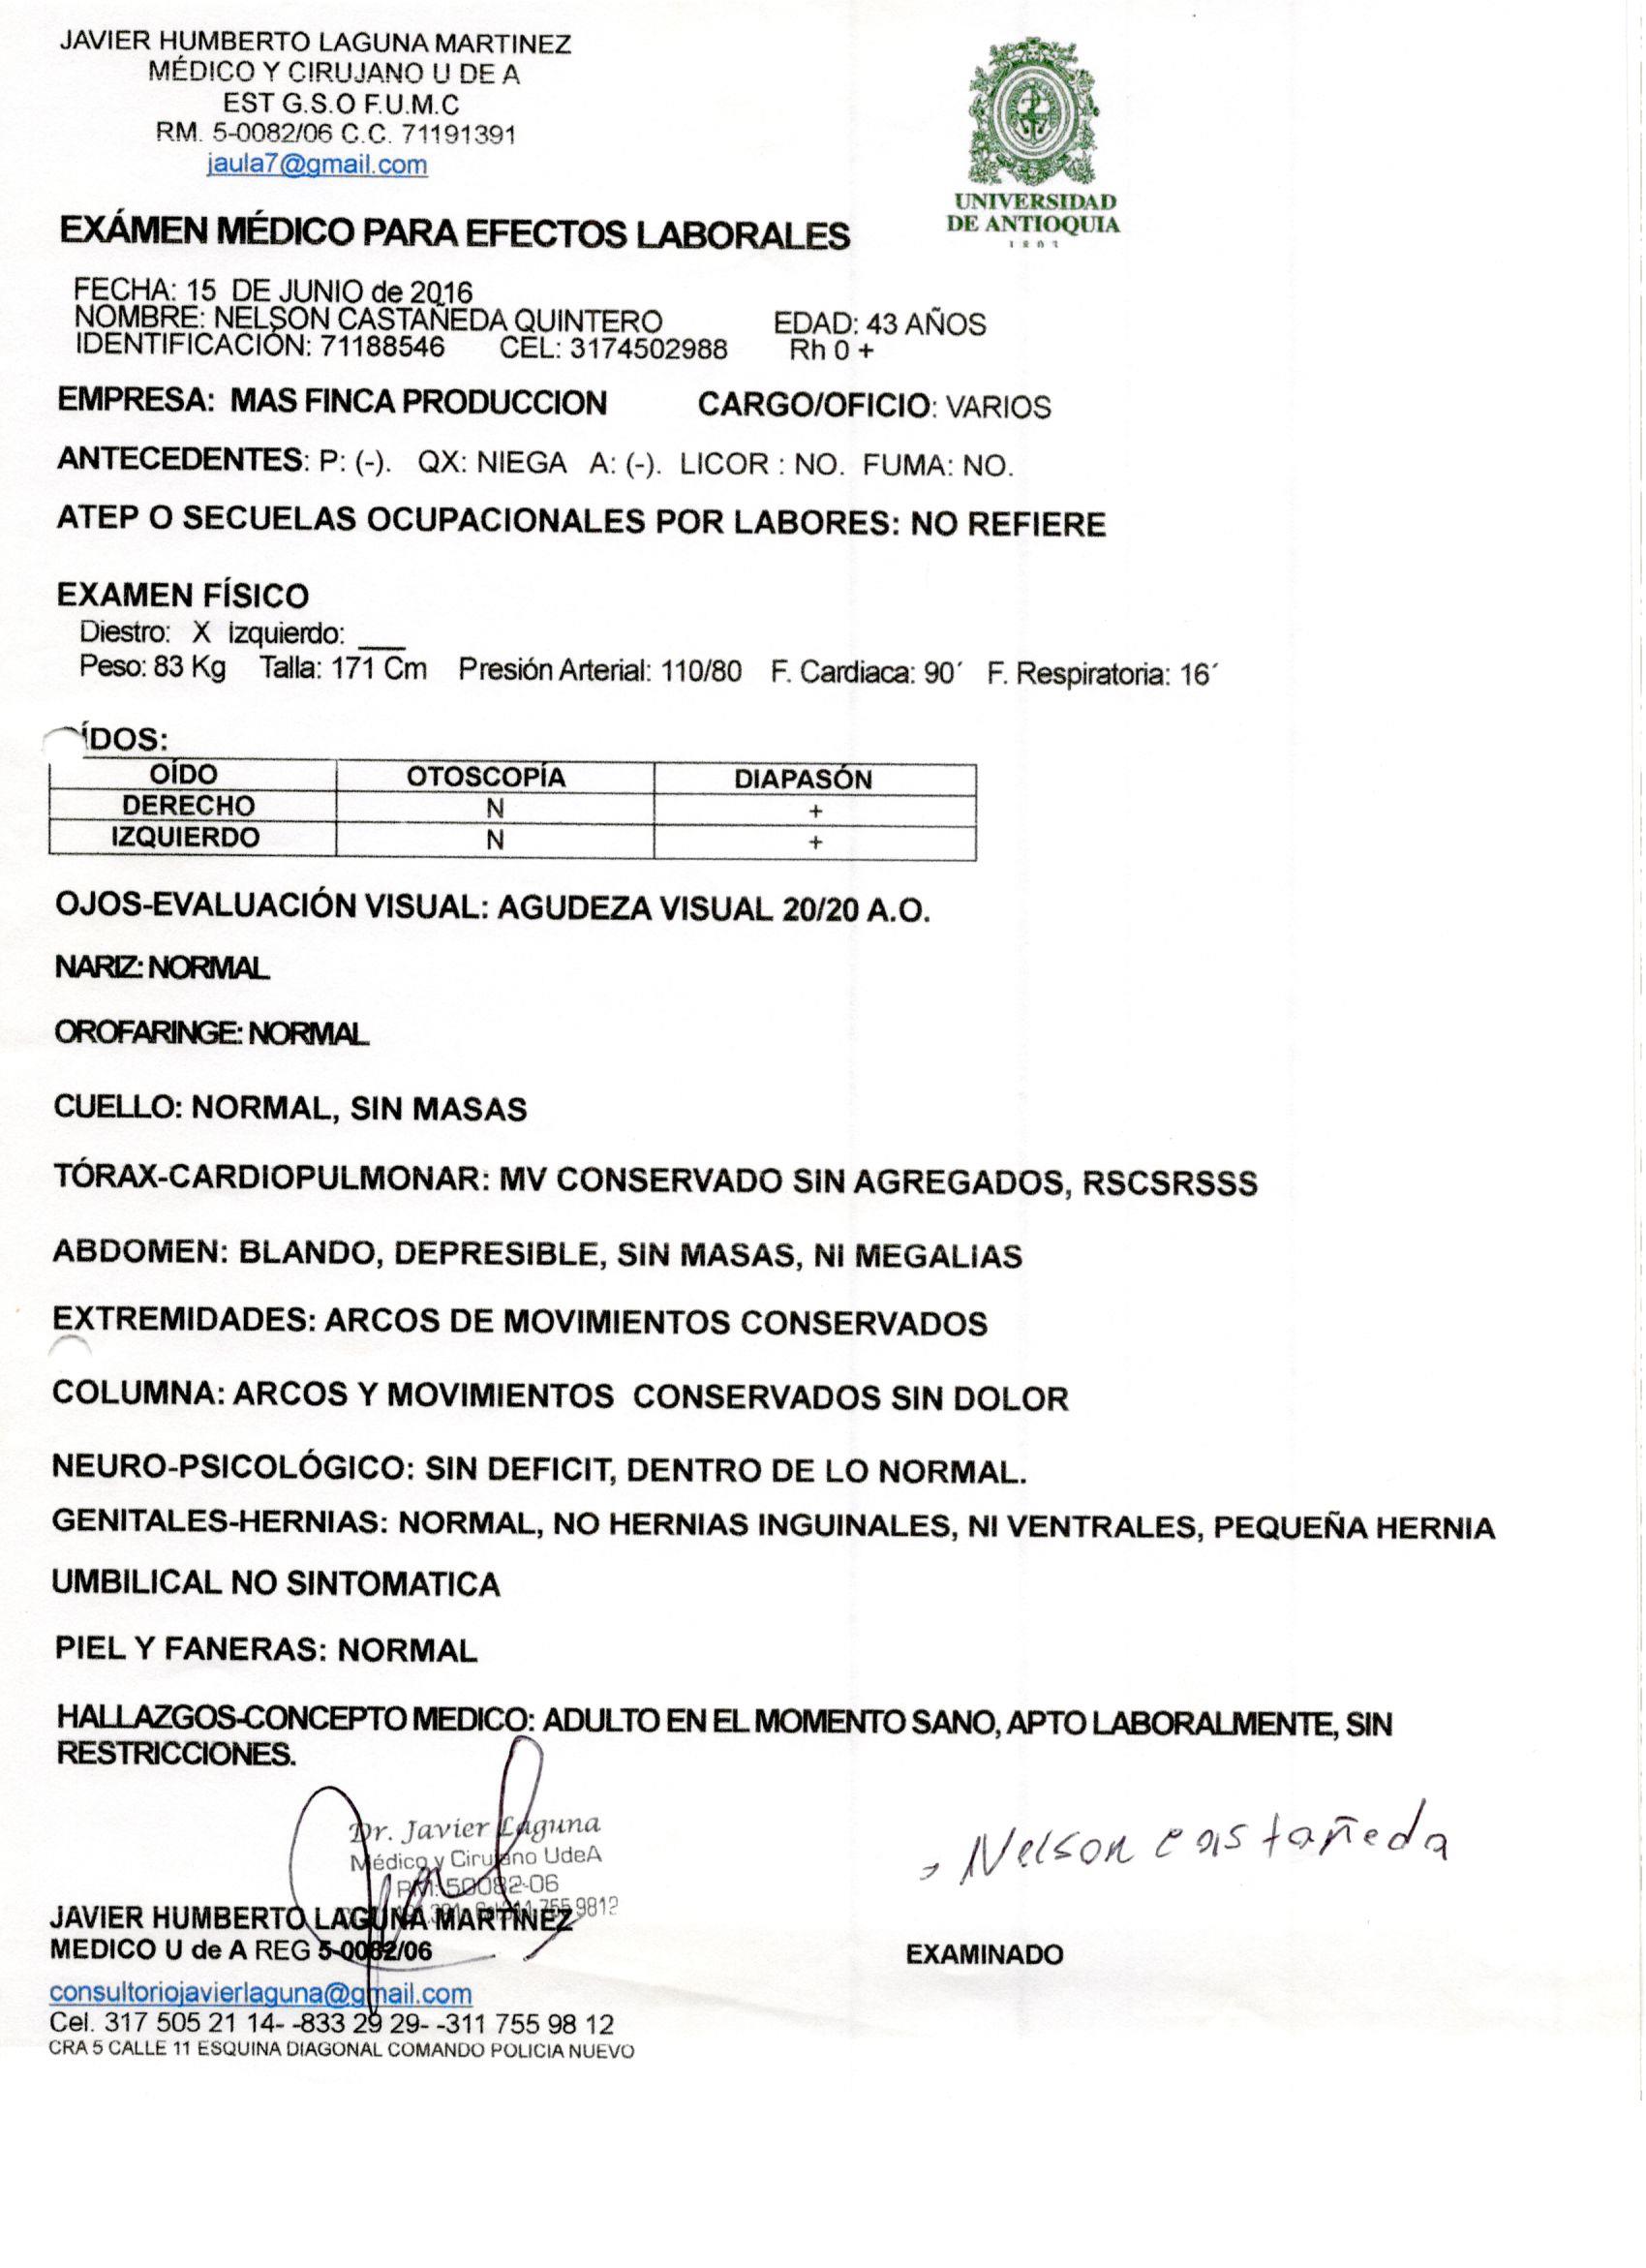 JAVIER HUMBERTO LAGUNA MARTINEZ
MÉDICO Y CIRUJANO U DE A
EST G.S.O F.U.M.C
RM. 5-0082/06 C.C. 71191391
jaula7@gmail.com
UNIVERSIDAD
DE ANTIOQUIA
1803
EXÁMEN MÉDICO PARA EFECTOS LABORALES
FECHA: 15 DE JUNIO de 2016
NOMBRE: NELSON CASTAÑEDA QUINTERO EDAD: 43 AÑOS
IDENTIFICACIÓN: 71188546 CEL: 3174502988 Rh 0 +
EMPRESA: MAS FINCA PRODUCCION CARGO/OFICIO: VARIOS
ANTECEDENTES: P: (-). QX: NIEGA A: (-). LICOR : NO. FUMA: NO.
ATEP O SECUELAS OCUPACIONALES POR LABORES: NO REFIERE
EXAMEN FÍSICO
Diestro: X Izquierdo: ___
Peso: 83 Kg Talla: 171 Cm Presión Arterial: 110/80 F. Cardiaca: 90´ F. Respiratoria: 16´
ÍDOS:
OÍDO OTOSCOPÍA DIAPASÓN
DERECHO N +
IZQUIERDO N +
OJOS-EVALUACIÓN VISUAL: AGUDEZA VISUAL 20/20 A.O.
NARIZ: NORMAL
OROFARINGE: NORMAL
CUELLO: NORMAL, SIN MASAS
TÓRAX-CARDIOPULMONAR: MV CONSERVADO SIN AGREGADOS, RSCSRSSS
ABDOMEN: BLANDO, DEPRESIBLE, SIN MASAS, NI MEGALIAS
EXTREMIDADES: ARCOS DE MOVIMIENTOS CONSERVADOS
COLUMNA: ARCOS Y MOVIMIENTOS CONSERVADOS SIN DOLOR
NEURO-PSICOLÓGICO: SIN DEFICIT, DENTRO DE LO NORMAL.
GENITALES-HERNIAS: NORMAL, NO HERNIAS INGUINALES, NI VENTRALES, PEQUEÑA HERNIA
UMBILICAL NO SINTOMATICA
PIEL Y FANERAS: NORMAL
HALLAZGOS-CONCEPTO MEDICO: ADULTO EN EL MOMENTO SANO, APTO LABORALMENTE, SIN
RESTRICCIONES.
Dr. Javier Laguna
Médico y Cirujano UdeA
RM: 50082-06
755 9812
Nelson castañeda
JAVIER HUMBERTO LAGUNA MARTINEZ
MEDICO U de A REG 5-0082/06
EXAMINADO
consultoriojavierlaguna@gmail.com
Cel. 317 505 21 14- -833 29 29- -311 755 98 12
CRA 5 CALLE 11 ESQUINA DIAGONAL COMANDO POLICIA NUEVO